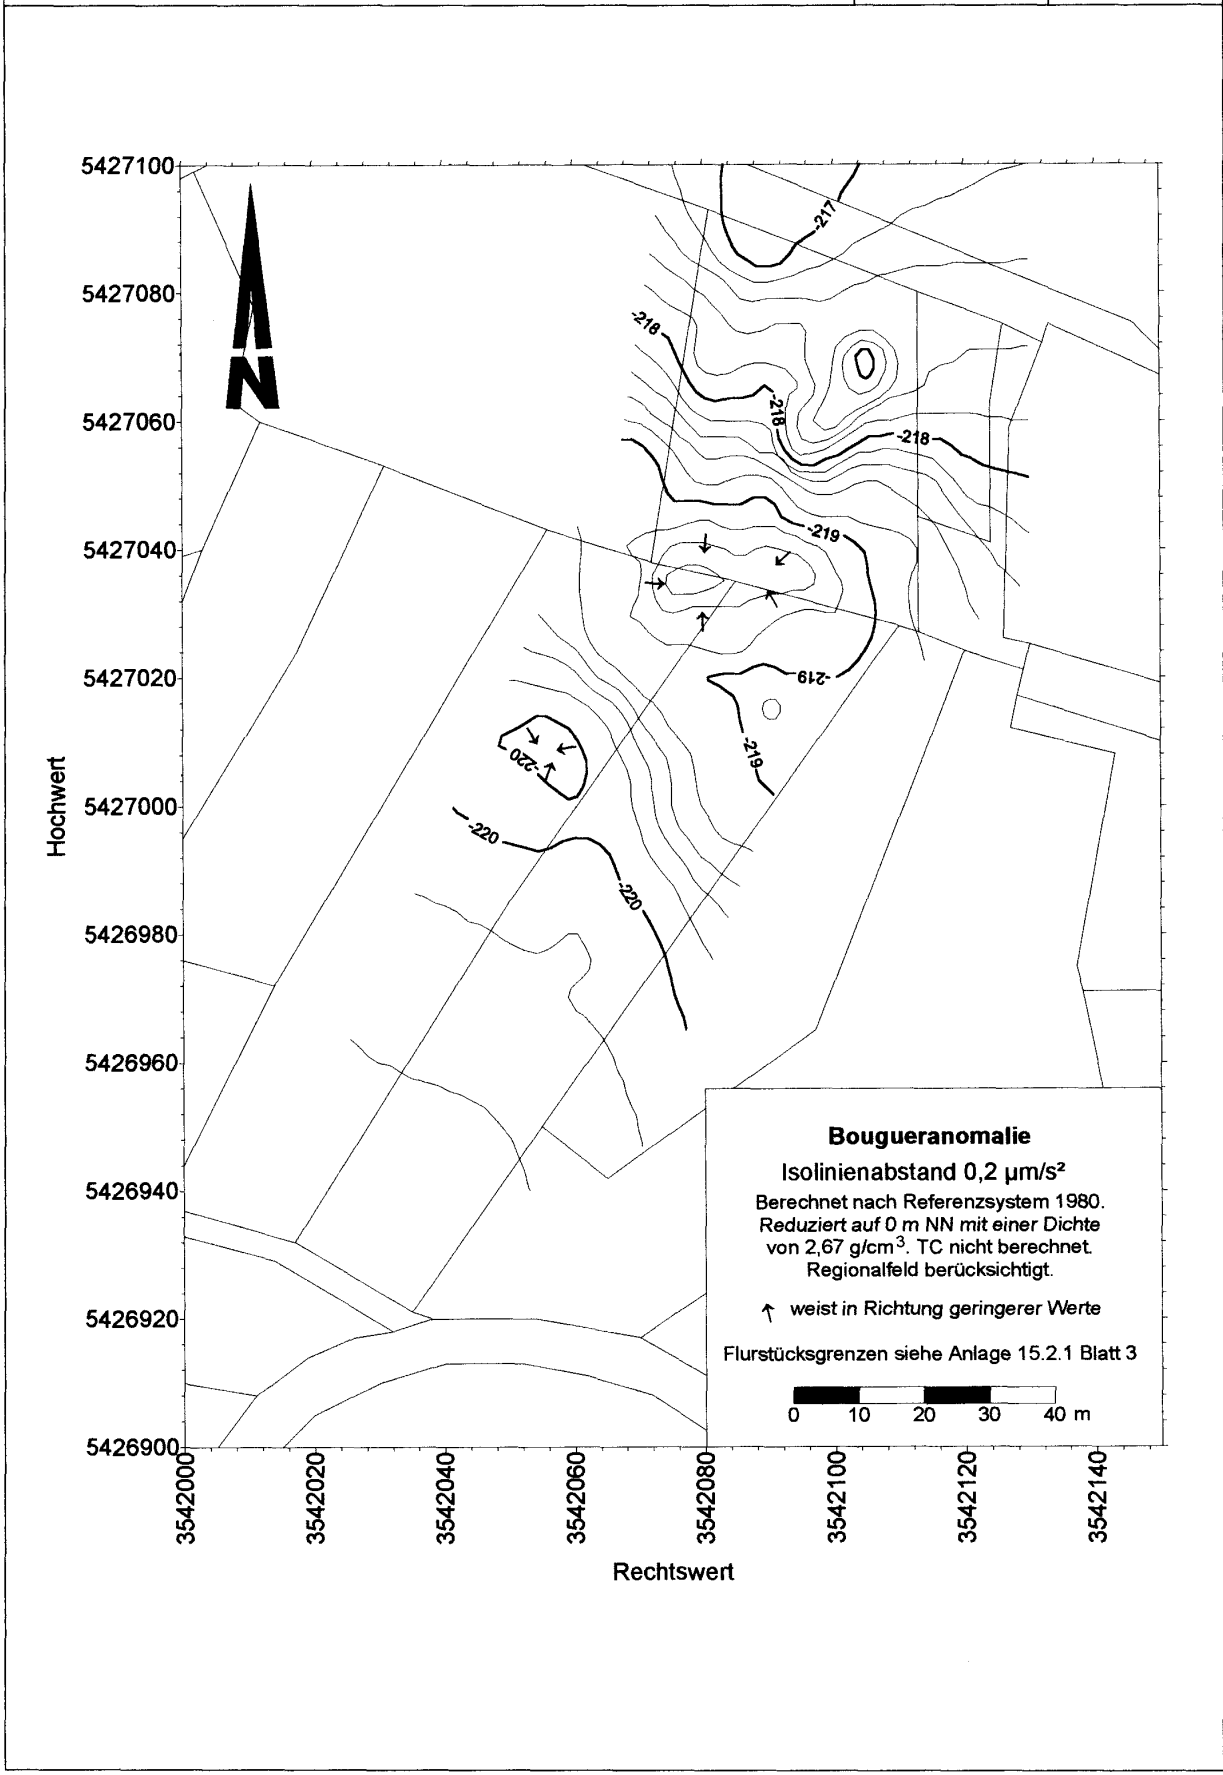 5427100
5427080
5427060
5427040
5427020
5427000
5426980
5426960
5426940
5426920
5426900
Hochwert
N
-217
-218
-218
-218
-219
-219
-219
-220
-220
-220
Bougueranomalie
Isolinienabstand 0,2 µm/s²
Berechnet nach Referenzsystem 1980.
Reduziert auf 0 m NN mit einer Dichte
von 2,67 g/cm³. TC nicht berechnet.
Regionalfeld berücksichtigt.
weist in Richtung geringerer Werte
Flurstücksgrenzen siehe Anlage 15.2.1 Blatt 3
0 10 20 30 40 m
3542000 3542020 3542040 3542060 3542080 3542100 3542120 3542140
Rechtswert